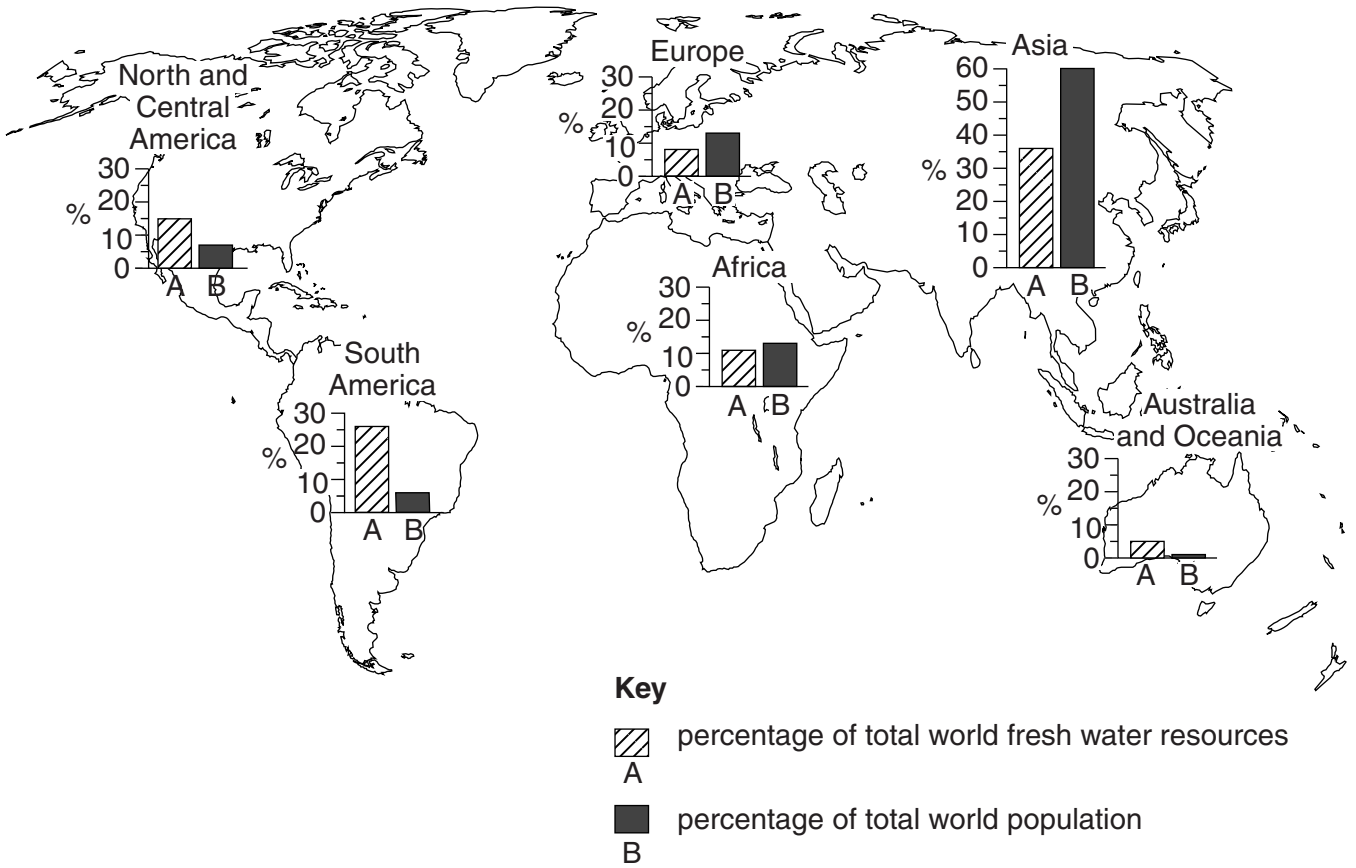 North and
Central
America
30
20
%
10
0
A B
South
America
30
20
%
10
0
A B
Europe
30
20
%
10
0
A B
Africa
30
20
%
10
0
A B
Asia
60
50
40
%
30
20
10
0
A B
Australia
and Oceania
30
20
%
10
0
A B
Key
percentage of total world fresh water resources
A
percentage of total world population
B